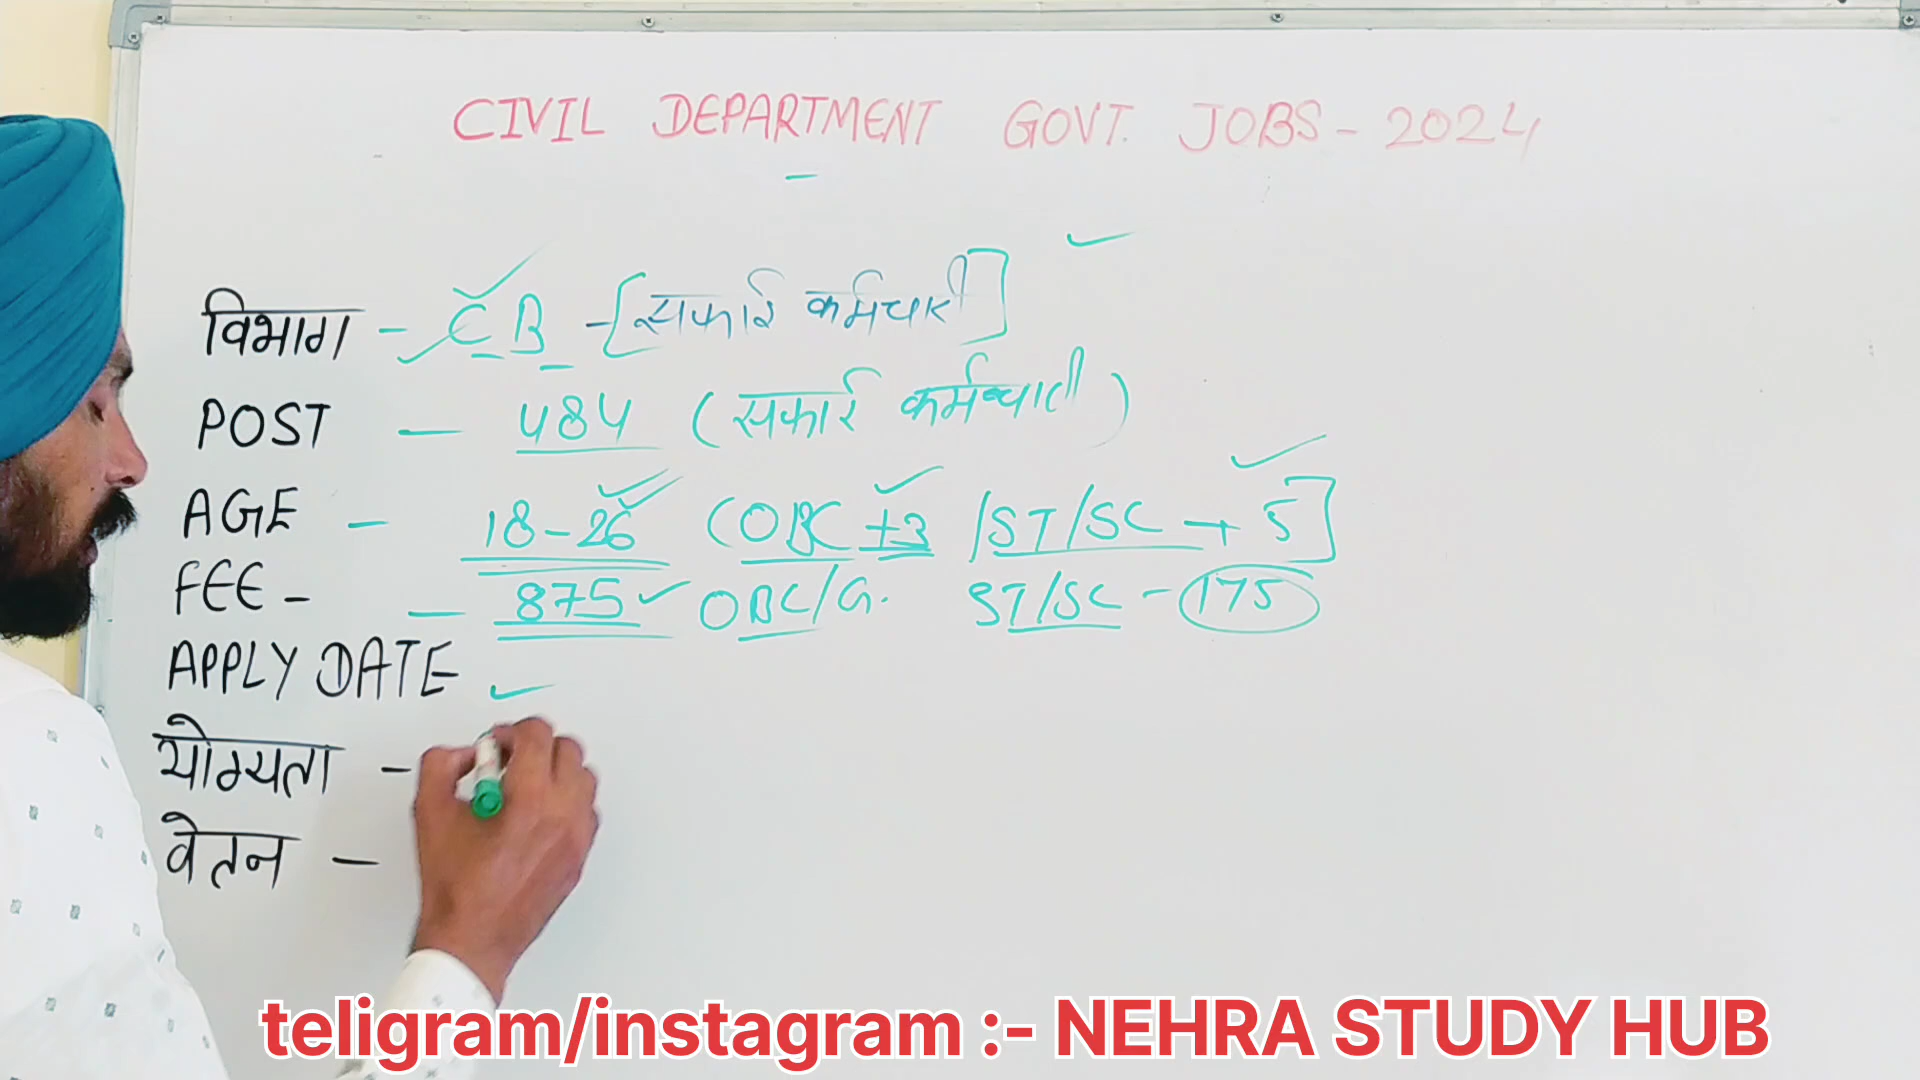 CIVIL DEPARTMENT GOVT. JOBS - 2024
विभाग - CB - [सफाई कर्मचारी]
POST - 484 (सफाई कर्मचारी)
AGE - 18-26 (OBC +3 /ST/SC → 5]
FEE - - 875 OBC/G. ST/SC - 175
APPLY DATE
योग्यता -
वेतन -
teligram/instagram :- NEHRA STUDY HUB